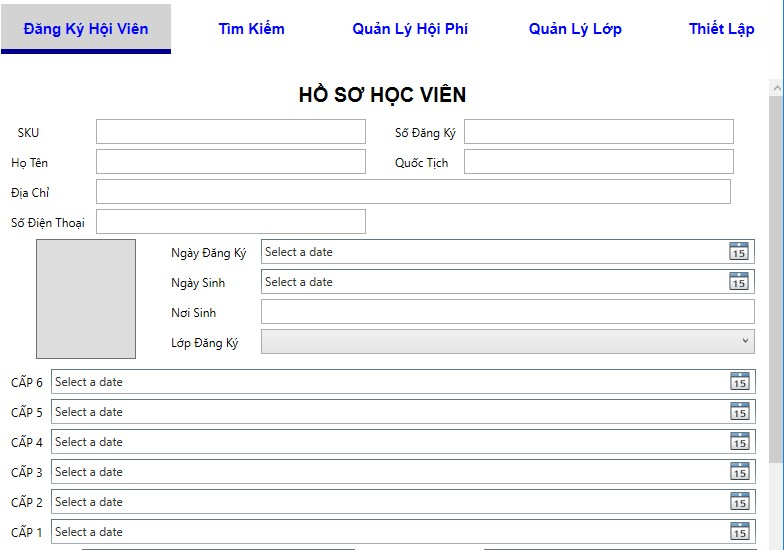 Đăng Ký Hội Viên Tìm Kiếm Quản Lý Hội Phí Quản Lý Lớp Thiết Lập
HỒ SƠ HỌC VIÊN
SKU Số Đăng Ký
Họ Tên Quốc Tịch
Địa Chỉ
Số Điện Thoại
Ngày Đăng Ký Select a date 15
Ngày Sinh Select a date 15
Nơi Sinh
Lớp Đăng Ký
CẤP 6 Select a date 15
CẤP 5 Select a date 15
CẤP 4 Select a date 15
CẤP 3 Select a date 15
CẤP 2 Select a date 15
CẤP 1 Select a date 15